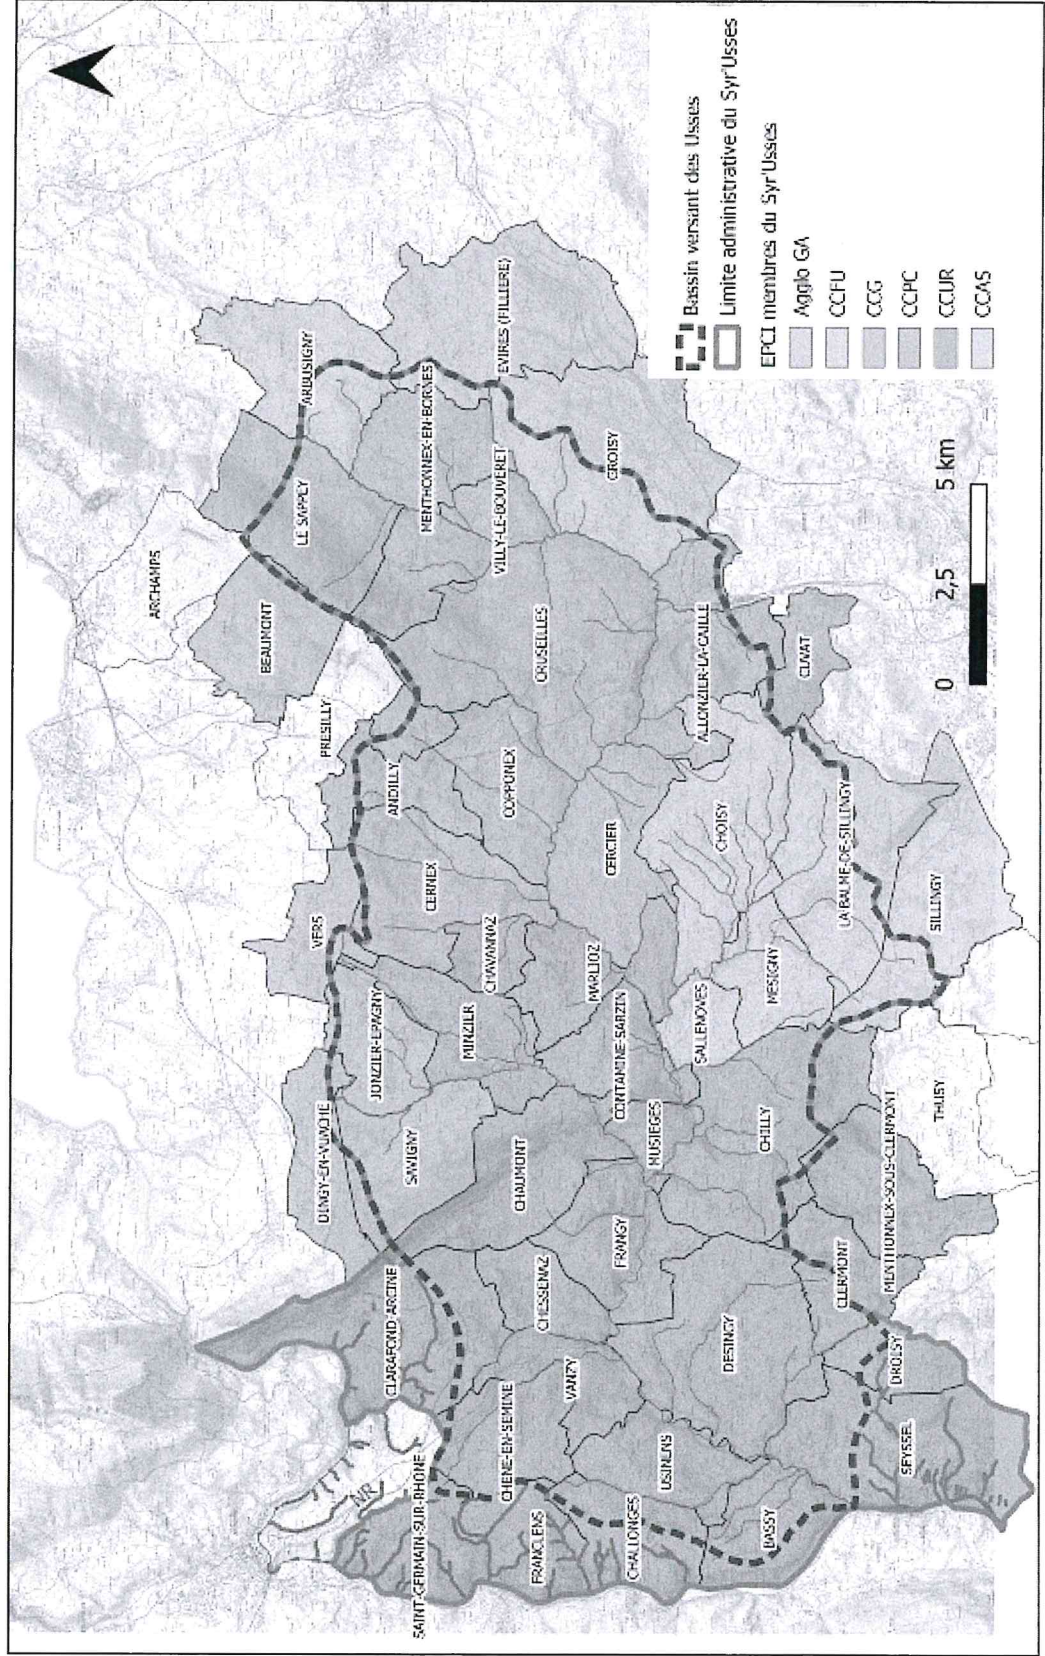 ARCHAMPS
BEAUMONT
LE SAPPEY
ARBUSIGNY
PRESILLY
VERS
DINGY-EN-VUACHE
ANDILLY
JONZIER-EPAGNY
CERNEX
MENTHONNEX-EN-BORNES
EVIRES (FILLIERE)
VILLY-LE-BOUVERET
CLARAFOND-ARCINE
NR
SAINT-GERMAIN-SUR-RHONE
SAVIGNY
MINZIER
CHAVANNAZ
COPPONEX
CRUSEILLES
GROISY
CHENE-EN-SEMINE
CHAUMONT
CHESSENAZ
VANZY
FRANCLENS
MARLIOZ
CERCIER
CONTAMINE-SARZIN
FRANGY
MUSIEGES
CHALLONGES
USINENS
SALLENOVES
ALLONZIER-LA-CAILLE
CHOISY
MESIGNY
CHILLY
DESINGY
BASSY
CUVAT
LA BALME-DE-SILLINGY
CLERMONT
MENTHONNEX-SOUS-CLERMONT
DROISY
SEYSSEL
SILLINGY
THUSY
0 2,5 5 km
Bassin versant des Usses
Limite administrative du Syr'Usses
EPCI membres du Syr'Usses
Agglo GA
CCFU
CCG
CCPC
CCUR
CCAS